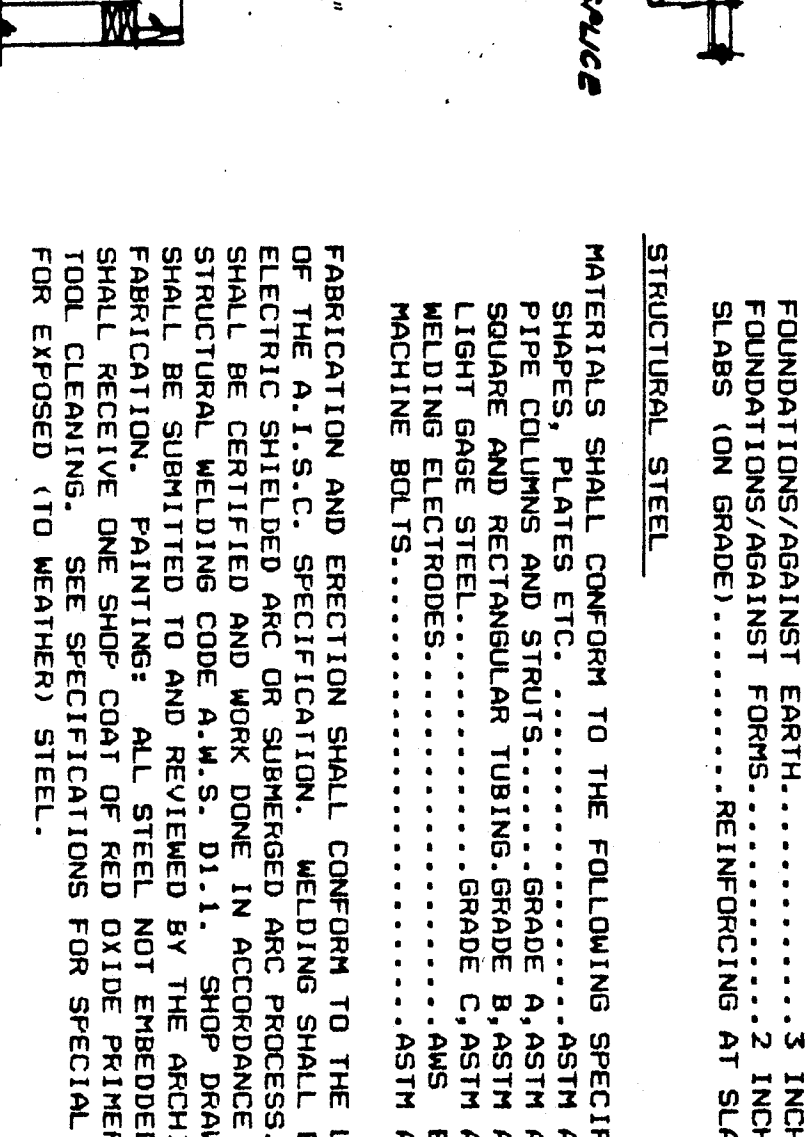 SPLICE
FOUNDATIONS/AGAINST EARTH............3 INCH
FOUNDATIONS/AGAINST FORMS............2 INCH
SLABS (ON GRADE)..........REINFORCING AT SLA
STRUCTURAL STEEL
MATERIALS SHALL CONFORM TO THE FOLLOWING SPECIF
SHAPES, PLATES ETC. ..................ASTM A
PIPE COLUMNS AND STRUTS.......GRADE A,ASTM A
SQUARE AND RECTANGULAR TUBING.GRADE B,ASTM A
LIGHT GAGE STEEL..............GRADE C,ASTM A
WELDING ELECTRODES....................AWS E
MACHINE BOLTS.........................ASTM A
FABRICATION AND ERECTION SHALL CONFORM TO THE L
OF THE A.I.S.C. SPECIFICATION. WELDING SHALL B
ELECTRIC SHIELDED ARC OR SUBMERGED ARC PROCESS.
SHALL BE CERTIFIED AND WORK DONE IN ACCORDANCE
STRUCTURAL WELDING CODE A.W.S. D1.1. SHOP DRAW
SHALL BE SUBMITTED TO AND REVIEWED BY THE ARCHI
FABRICATION. PAINTING: ALL STEEL NOT EMBEDDED
SHALL RECEIVE ONE SHOP COAT OF RED OXIDE PRIMER
TOOL CLEANING. SEE SPECIFICATIONS FOR SPECIAL
FOR EXPOSED (TO WEATHER) STEEL.